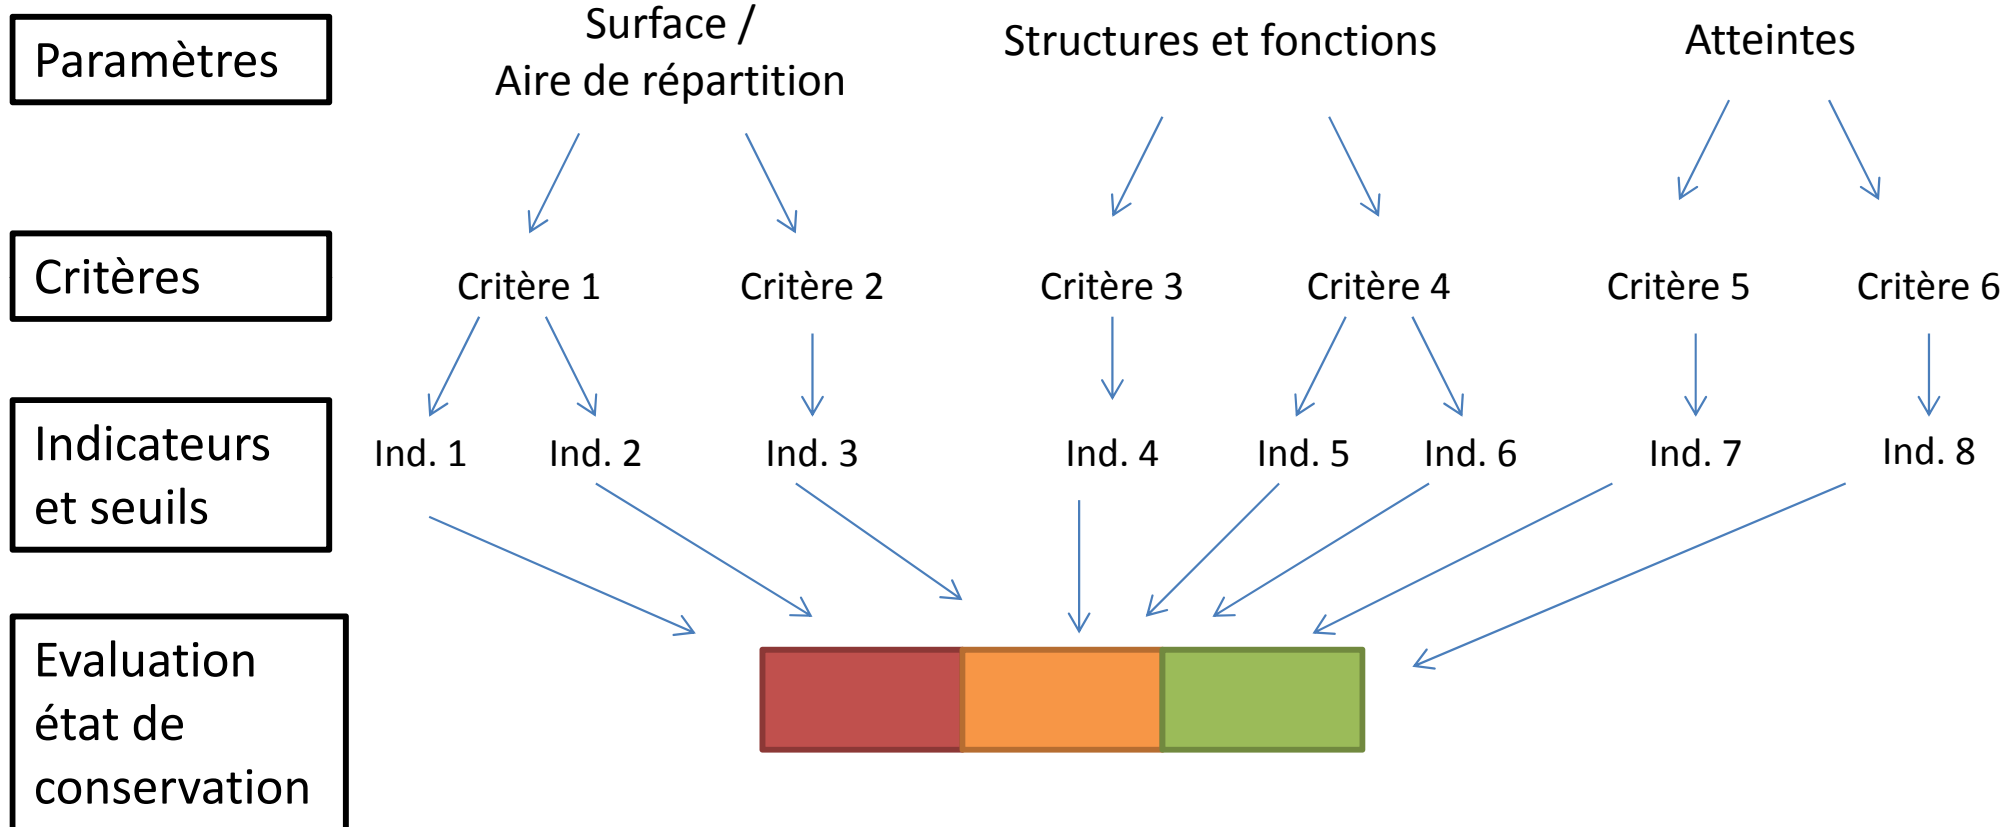 Paramètres
Surface /
Aire de répartition
Structures et fonctions
Atteintes
Critères
Critère 1
Critère 2
Critère 3
Critère 4
Critère 5
Critère 6
Indicateurs
et seuils
Ind. 1
Ind. 2
Ind. 3
Ind. 4
Ind. 5
Ind. 6
Ind. 7
Ind. 8
Evaluation
état de
conservation